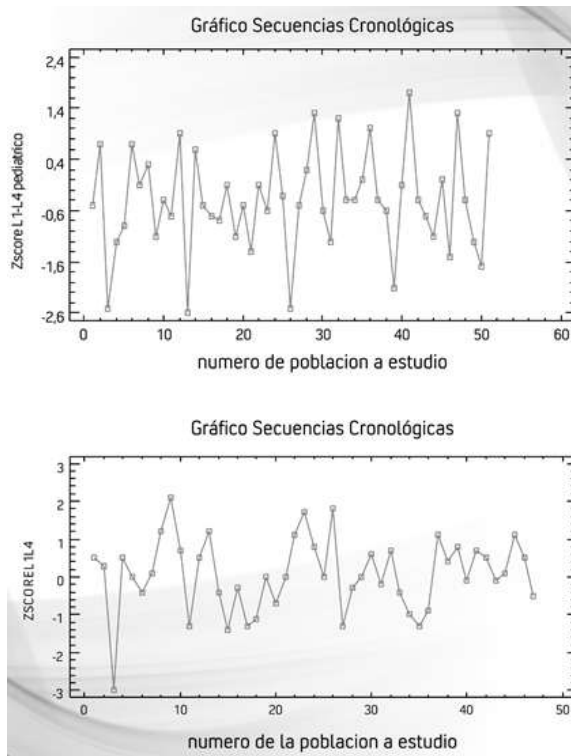 Gráfico Secuencias Cronológicas
Zscore L 1-L4 pediatrico
2,4
1,4
0,4
-0,6
-1,6
-2,6
0 10 20 30 40 50 60
numero de poblacion a estudio
Gráfico Secuencias Cronológicas
ZSCORE L 1L4
3
2
1
0
-1
-2
-3
0 10 20 30 40 50
numero de la poblacion a estudio